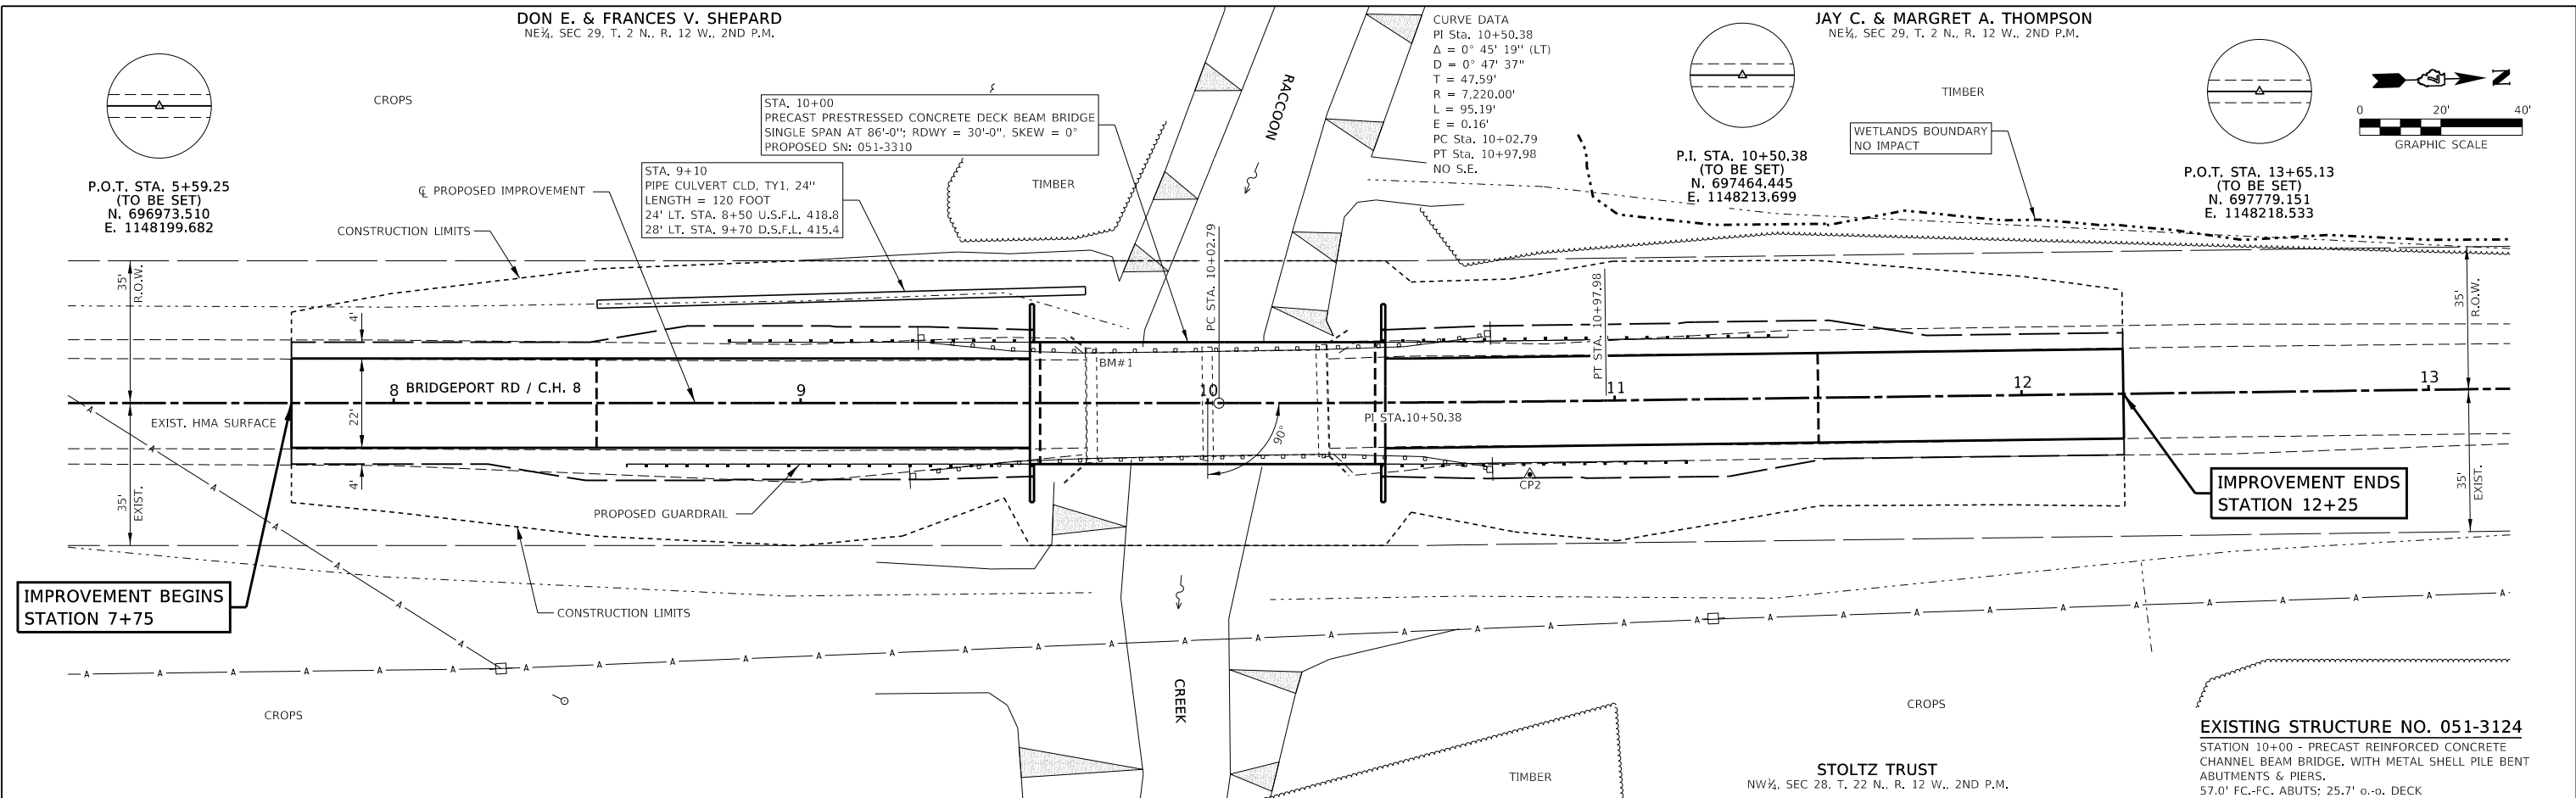 DON E. & FRANCES V. SHEPARD
NE¼, SEC 29, T. 2 N., R. 12 W., 2ND P.M.
JAY C. & MARGRET A. THOMPSON
NE¼, SEC 29, T. 2 N., R. 12 W., 2ND P.M.
CROPS
P.O.T. STA. 5+59.25
(TO BE SET)
N. 696973.510
E. 1148199.682
STA. 10+00
PRECAST PRESTRESSED CONCRETE DECK BEAM BRIDGE
SINGLE SPAN AT 86'-0"; RDWY = 30'-0", SKEW = 0°
PROPOSED SN: 051-3310
STA. 9+10
PIPE CULVERT CLD, TY1, 24"
LENGTH = 120 FOOT
24' LT. STA. 8+50 U.S.F.L. 418.8
28' LT. STA. 9+70 D.S.F.L. 415.4
℄ PROPOSED IMPROVEMENT
CONSTRUCTION LIMITS
TIMBER
RACCOON
CURVE DATA
PI Sta. 10+50.38
Δ = 0° 45' 19" (LT)
D = 0° 47' 37"
T = 47.59'
R = 7,220.00'
L = 95.19'
E = 0.16'
PC Sta. 10+02.79
PT Sta. 10+97.98
NO S.E.
P.I. STA. 10+50.38
(TO BE SET)
N. 697464.445
E. 1148213.699
TIMBER
WETLANDS BOUNDARY
NO IMPACT
P.O.T. STA. 13+65.13
(TO BE SET)
N. 697779.151
E. 1148218.533
N
0 20' 40'
GRAPHIC SCALE
35'
R.O.W.
4'
22'
4'
35'
EXIST.
8 BRIDGEPORT RD / C.H. 8
9
10
11
12
13
EXIST. HMA SURFACE
BM#1
PC STA. 10+02.79
90°
PI STA.10+50.38
PT STA. 10+97.98
CP2
35'
R.O.W.
35'
EXIST.
PROPOSED GUARDRAIL
IMPROVEMENT BEGINS
STATION 7+75
IMPROVEMENT ENDS
STATION 12+25
CONSTRUCTION LIMITS
A A A A A
A A A A A A A A A A A A A A A A A A A A
CROPS
CREEK
CROPS
TIMBER
STOLTZ TRUST
NW¼, SEC 28, T. 22 N., R. 12 W., 2ND P.M.
EXISTING STRUCTURE NO. 051-3124
STATION 10+00 - PRECAST REINFORCED CONCRETE
CHANNEL BEAM BRIDGE. WITH METAL SHELL PILE BENT
ABUTMENTS & PIERS.
57.0' FC.-FC. ABUTS; 25.7' o.-o. DECK